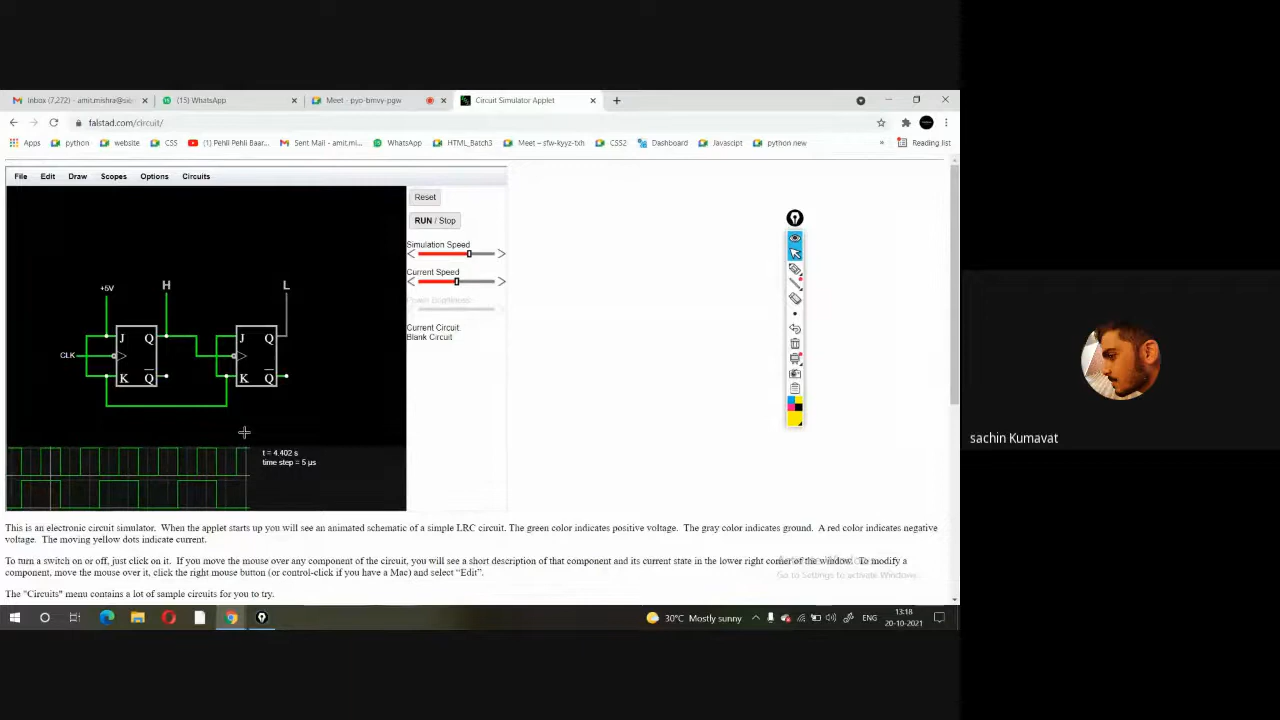 Inbox (7,272) - amit.mishra@sic
(15) WhatsApp
Meet - pyo-bmvy-pgw
Circuit Simulator Applet
falstad.com/circuit/
Apps python website CSS (1) Pehli Pehli Baar... Sent Mail - amit.mi... WhatsApp HTML_Batch3 Meet – sfw-kyyz-txh CSS2 Dashboard Javascipt python new » Reading list
File Edit Draw Scopes Options Circuits
Reset
RUN / Stop
Simulation Speed
Current Speed
Power Brightness
Current Circuit:
Blank Circuit
+5V H L
J Q J Q
CLK
K Q K Q
t = 4.402 s
time step = 5 µs
sachin Kumavat
This is an electronic circuit simulator. When the applet starts up you will see an animated schematic of a simple LRC circuit. The green color indicates positive voltage. The gray color indicates ground. A red color indicates negative
voltage. The moving yellow dots indicate current.
To turn a switch on or off, just click on it. If you move the mouse over any component of the circuit, you will see a short description of that component and its current state in the lower right corner of the window. To modify a
component, move the mouse over it, click the right mouse button (or control-click if you have a Mac) and select “Edit”.
Go to Settings to activate Windows.
The "Circuits" menu contains a lot of sample circuits for you to try.
30°C Mostly sunny
ENG
13:18
20-10-2021